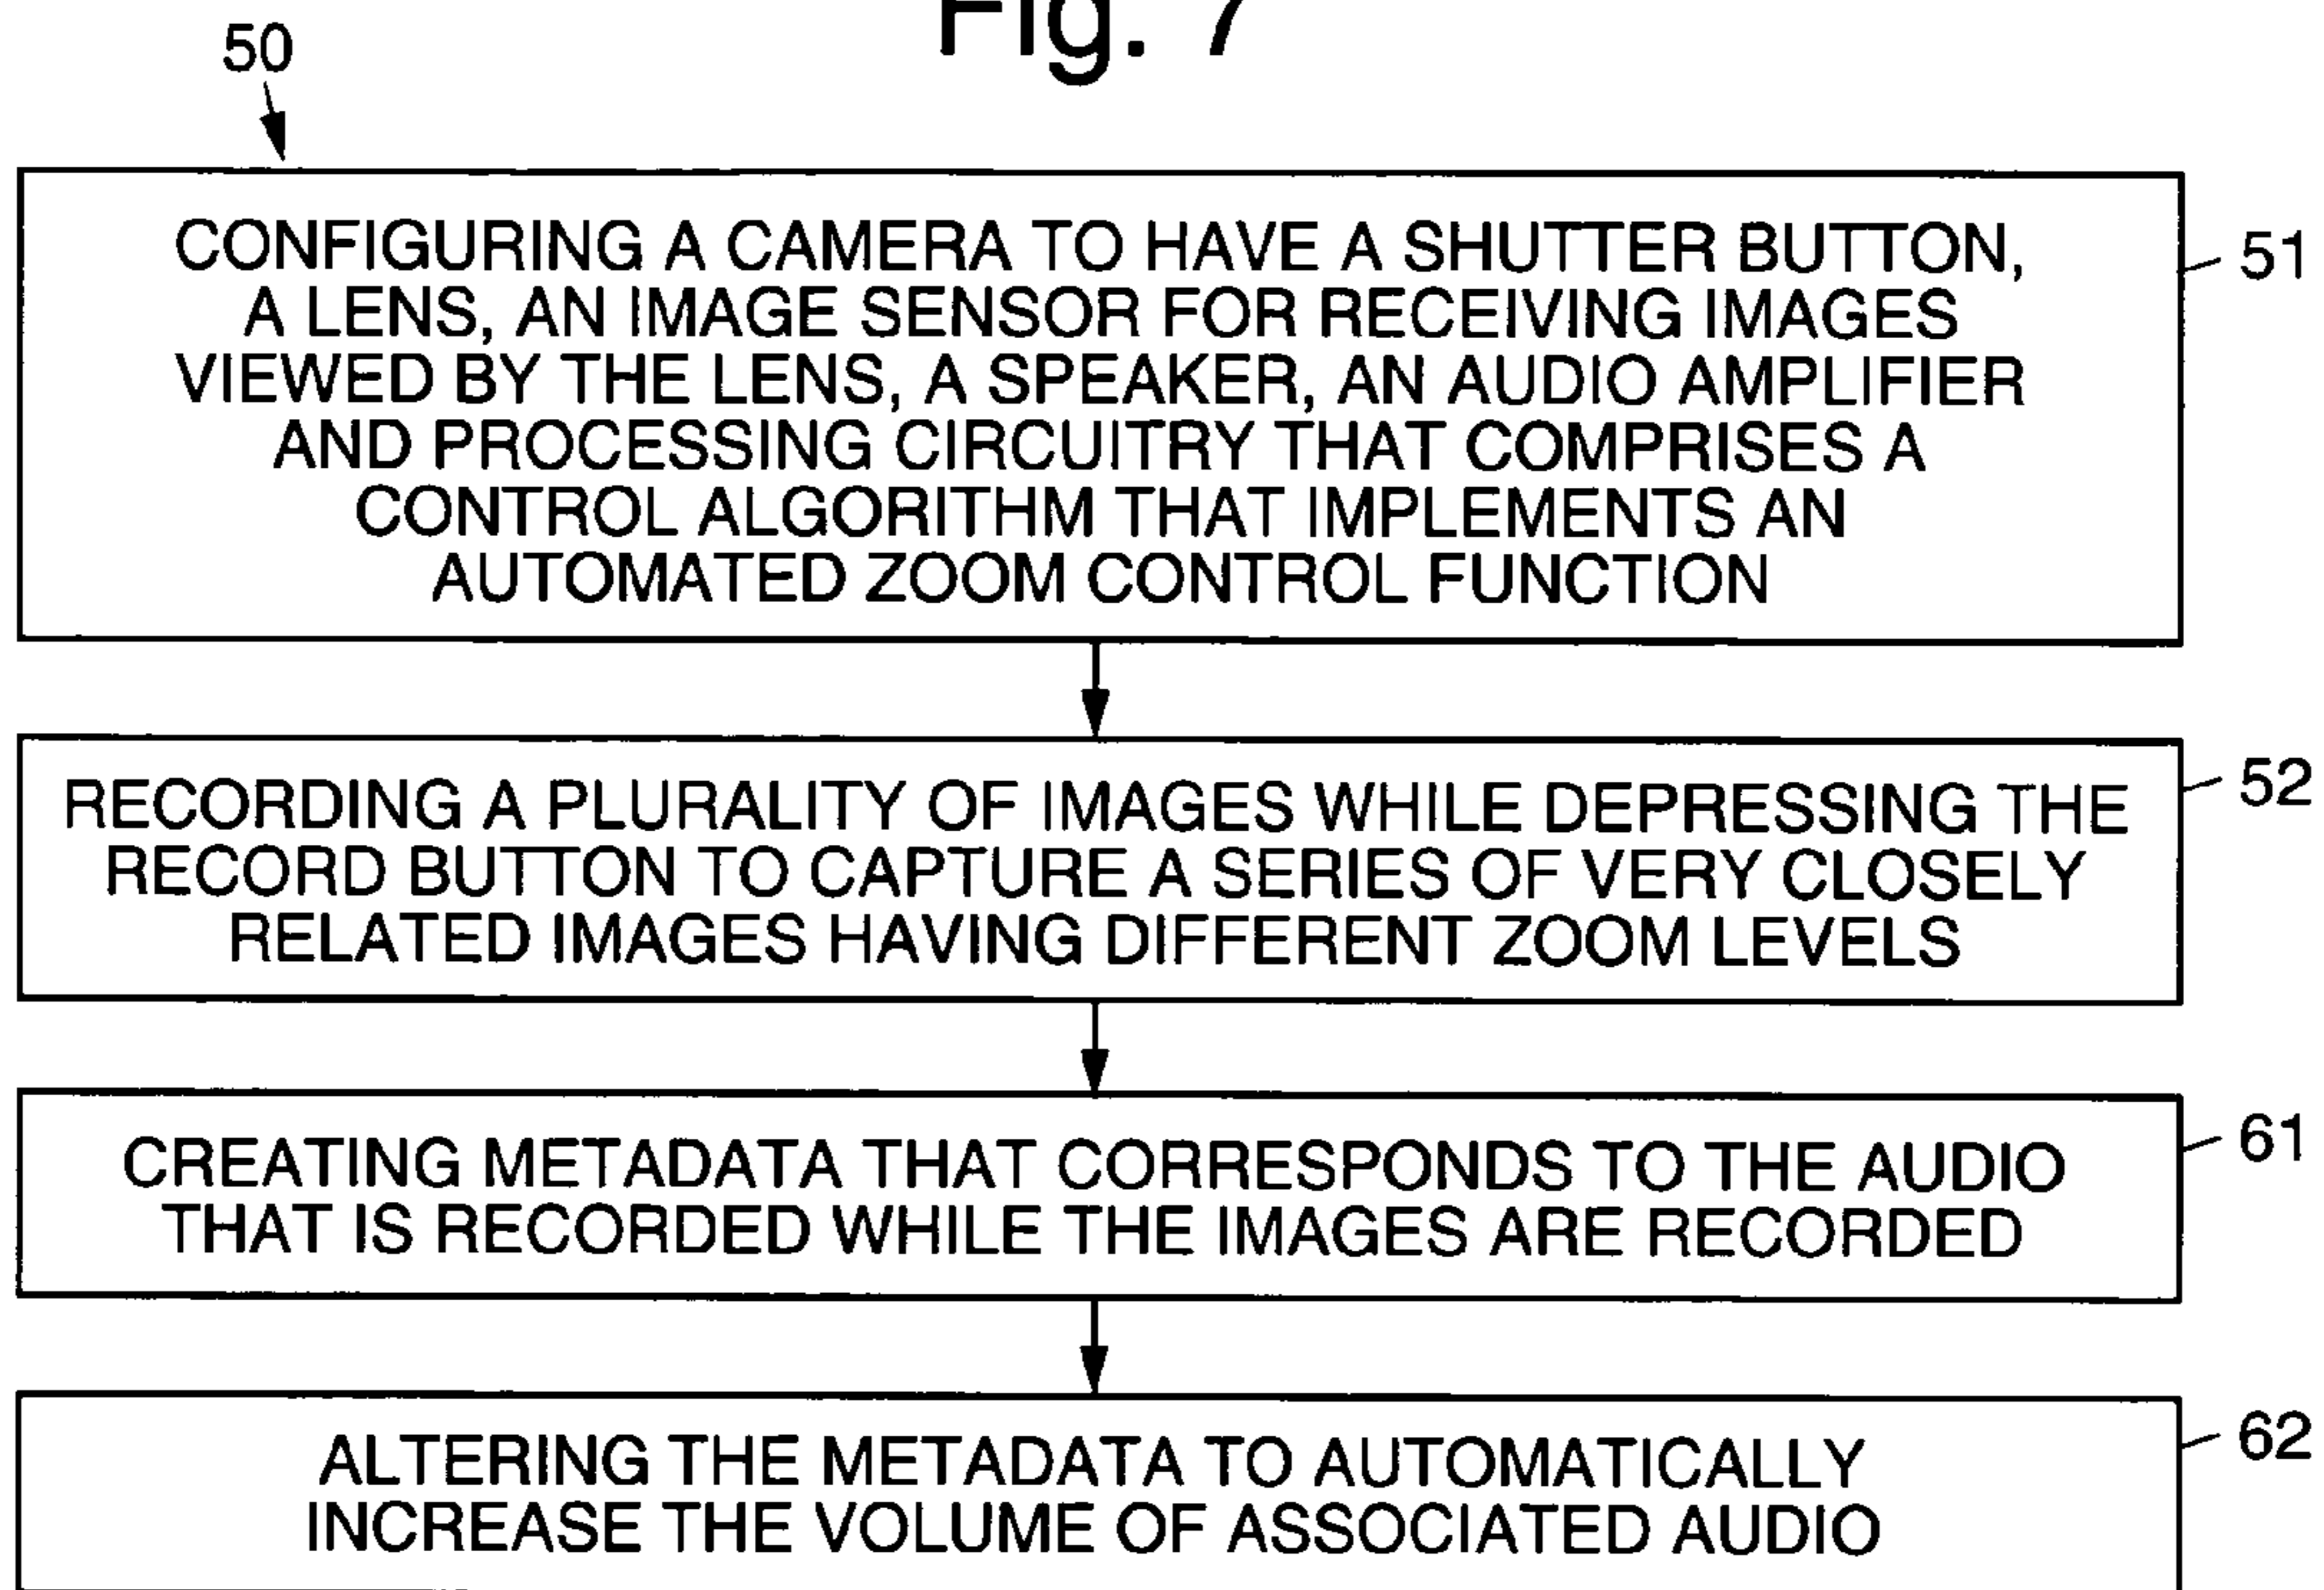 Fig. 7
50
CONFIGURING A CAMERA TO HAVE A SHUTTER BUTTON,
A LENS, AN IMAGE SENSOR FOR RECEIVING IMAGES
VIEWED BY THE LENS, A SPEAKER, AN AUDIO AMPLIFIER
AND PROCESSING CIRCUITRY THAT COMPRISES A
CONTROL ALGORITHM THAT IMPLEMENTS AN
AUTOMATED ZOOM CONTROL FUNCTION
51
RECORDING A PLURALITY OF IMAGES WHILE DEPRESSING THE
RECORD BUTTON TO CAPTURE A SERIES OF VERY CLOSELY
RELATED IMAGES HAVING DIFFERENT ZOOM LEVELS
52
CREATING METADATA THAT CORRESPONDS TO THE AUDIO
THAT IS RECORDED WHILE THE IMAGES ARE RECORDED
61
ALTERING THE METADATA TO AUTOMATICALLY
INCREASE THE VOLUME OF ASSOCIATED AUDIO
62